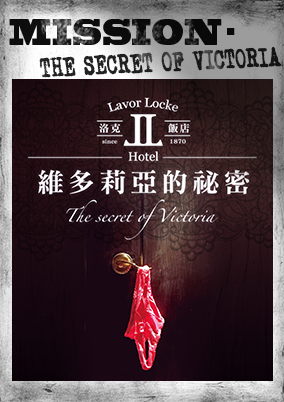 MISSION·
THE SECRET OF VICTORIA
Lavor Locke
洛克 LL 飯店
since 1870
Hotel
維多莉亞的祕密
The secret of Victoria